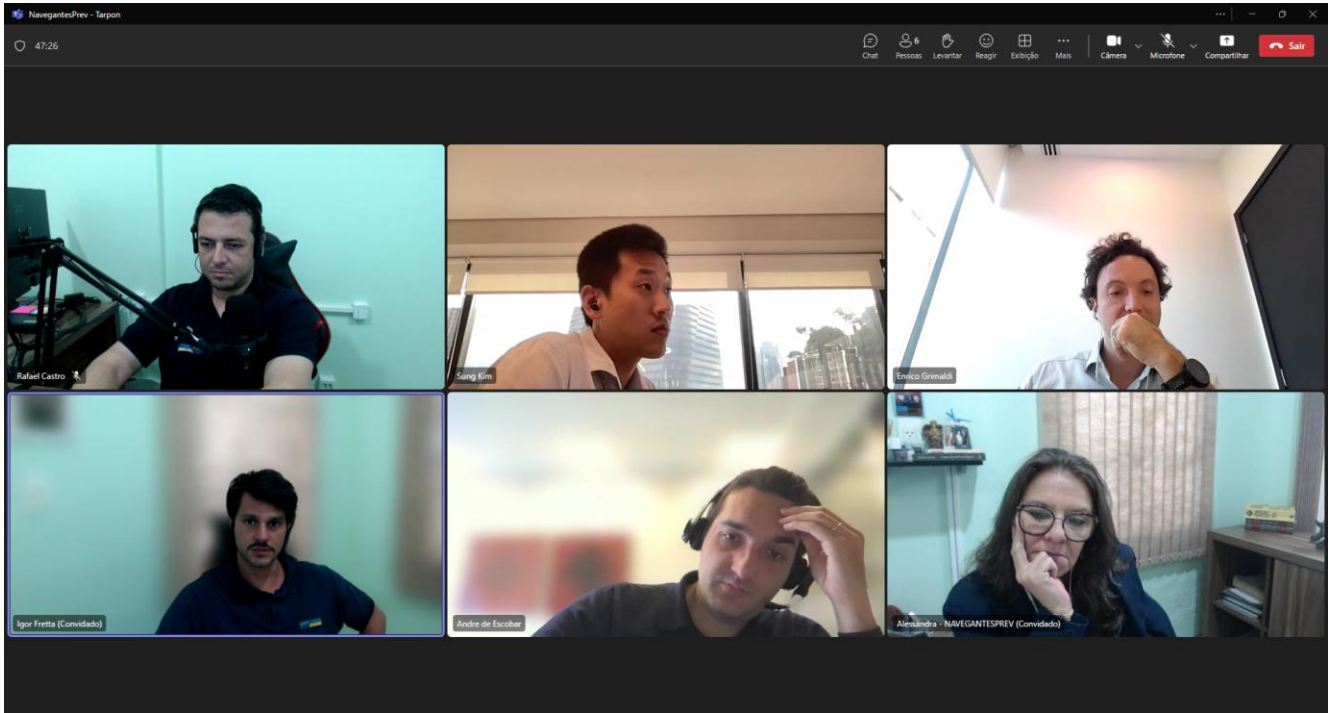 NavegantesPrev - Tarpon
47:26
Chat
6
Pessoas
Levantar
Reagir
Exibição
Mais
Câmera
Microfone
Compartilhar
Sair
Rafael Castro
Sung Kim
Enrico Grimaldi
Igor Fretta (Convidado)
Andre de Escobar
Alessandra - NAVEGANTESPREV (Convidado)